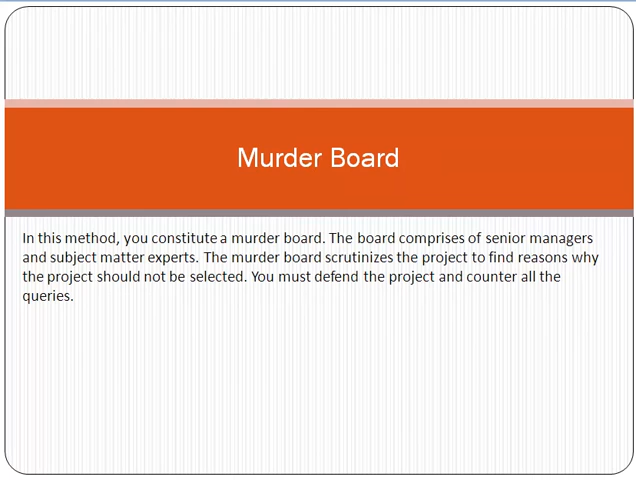 Murder Board
In this method, you constitute a murder board. The board comprises of senior managers
and subject matter experts. The murder board scrutinizes the project to find reasons why
the project should not be selected. You must defend the project and counter all the
queries.